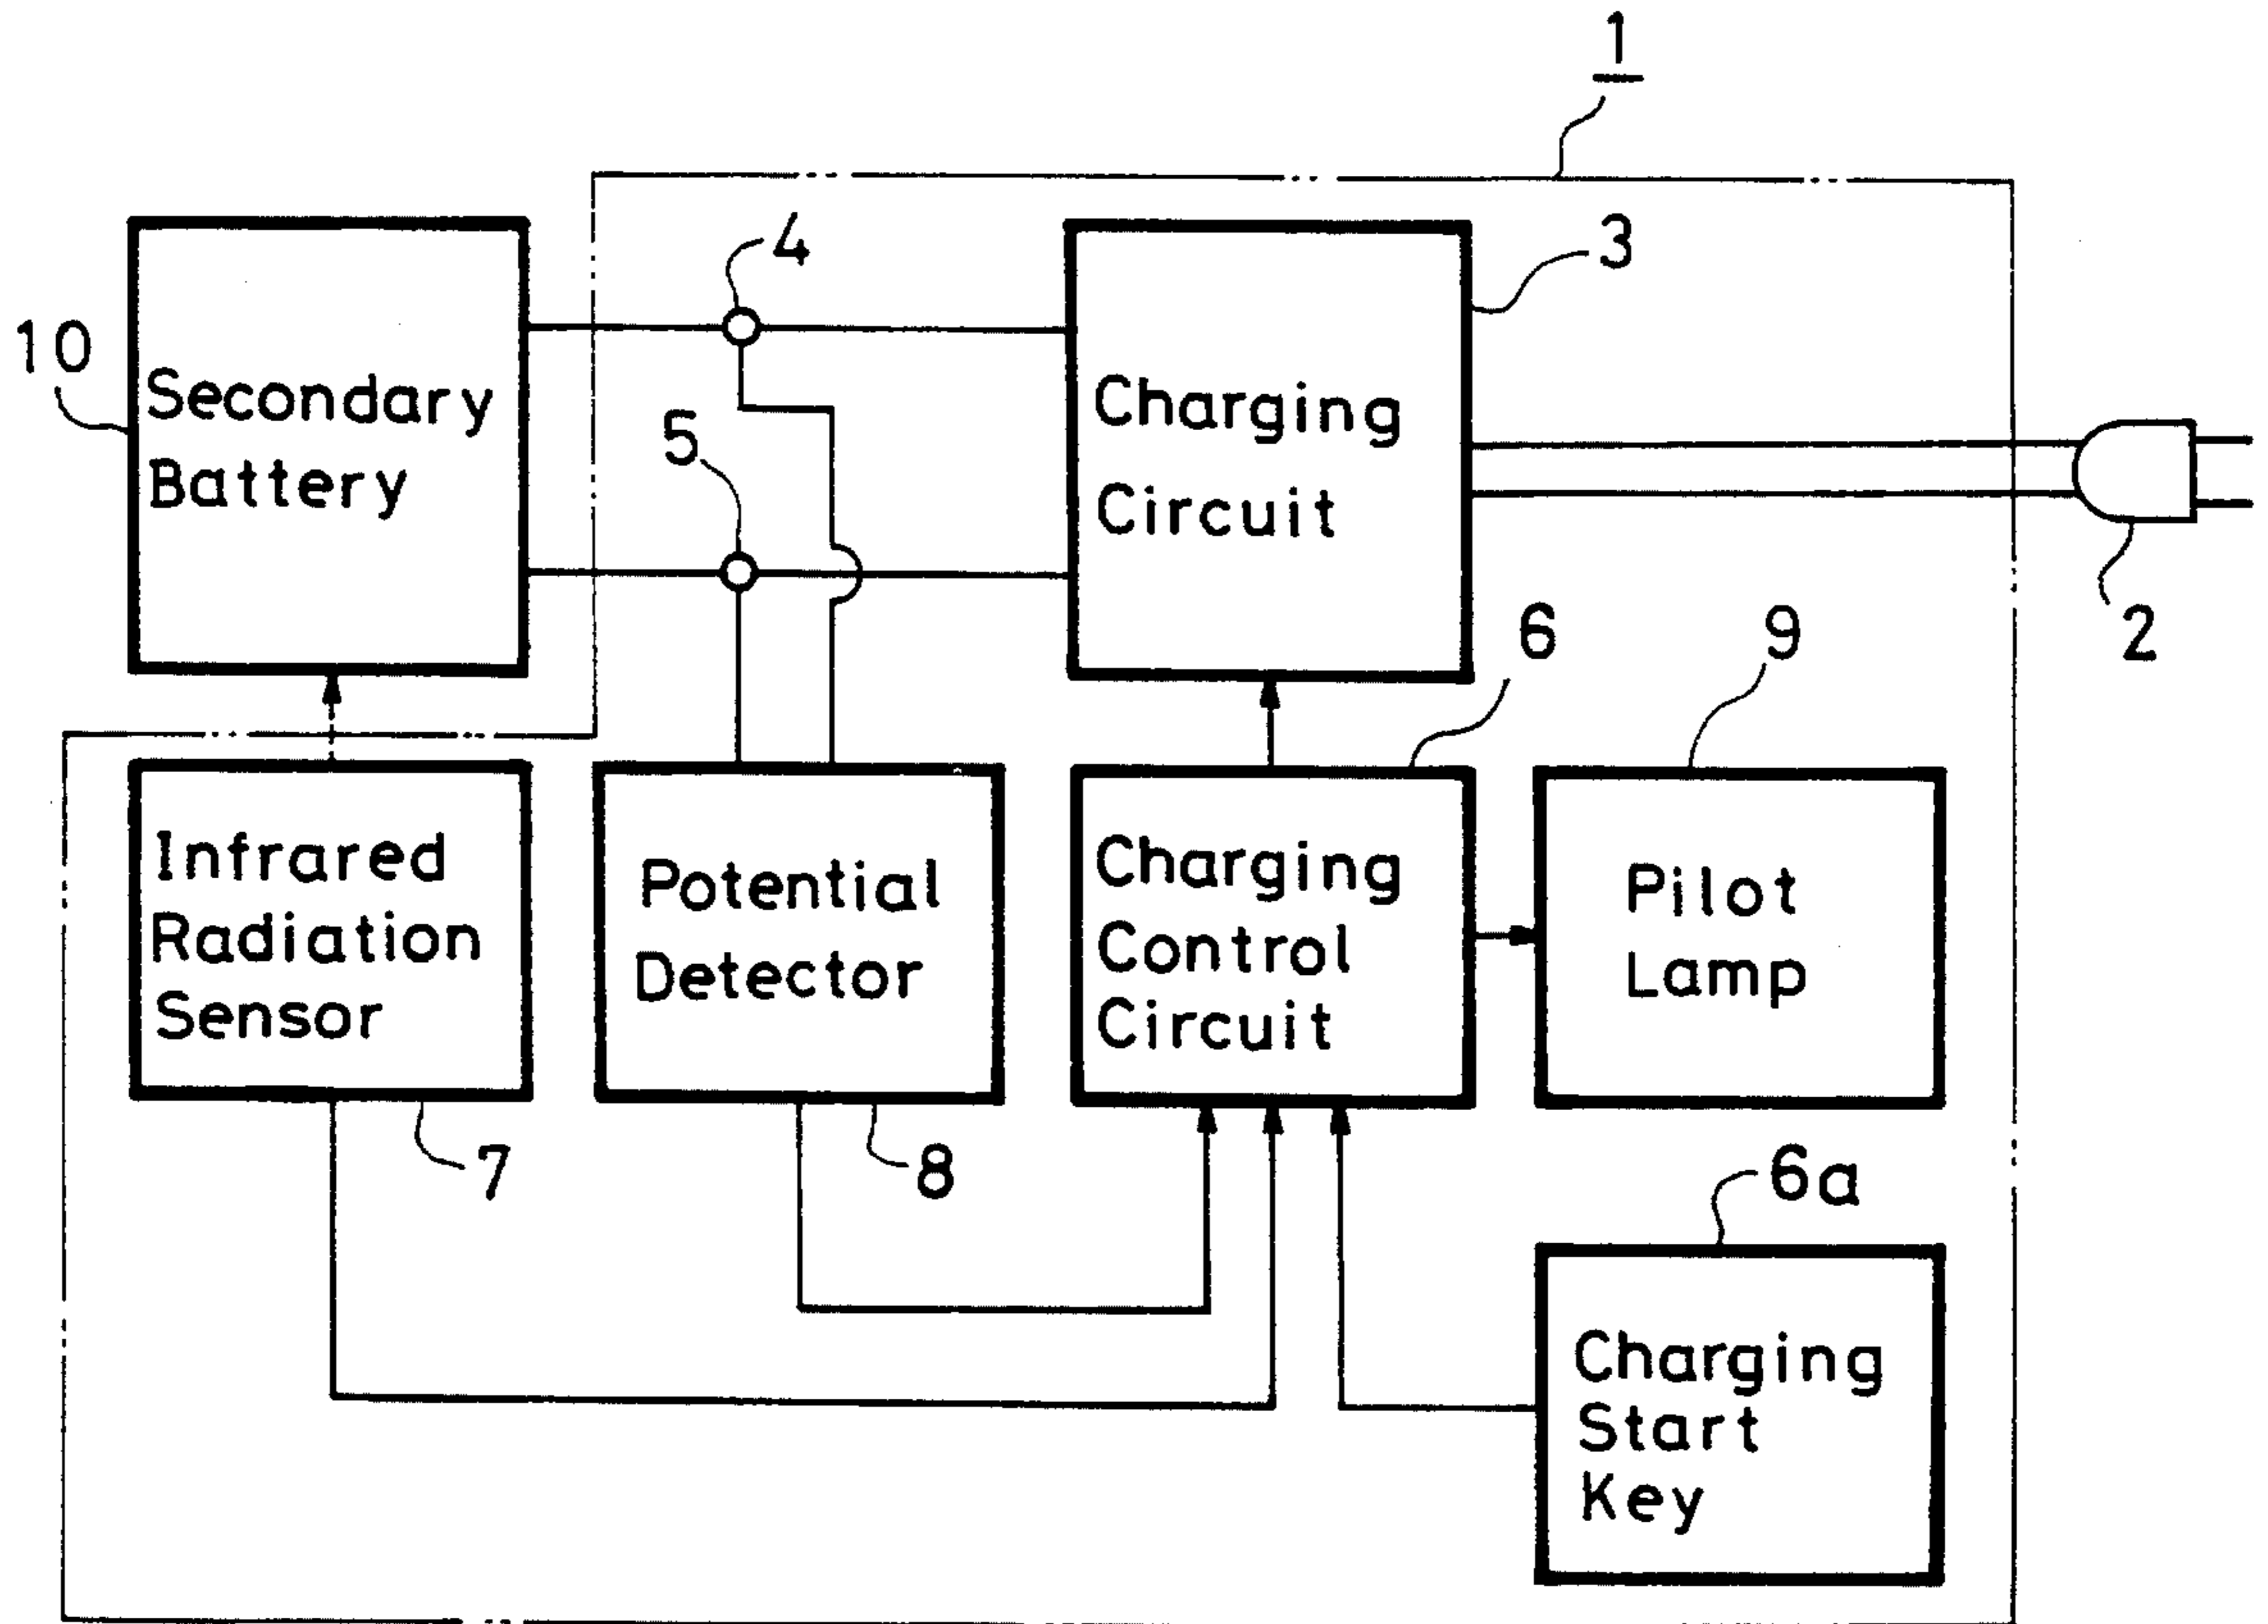 1
4
3
10
Secondary
Battery
5
Charging
Circuit
2
6
9
Infrared
Radiation
Sensor
Potential
Detector
Charging
Control
Circuit
Pilot
Lamp
7
8
6a
Charging
Start
Key